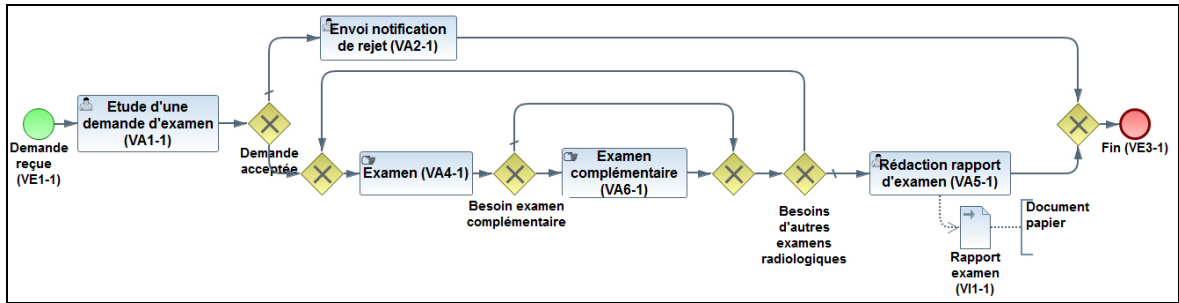 Envoi notification
de rejet (VA2-1)
Etude d'une
demande d'examen
(VA1-1)
Demande
reçue
(VE1-1)
Demande
acceptée
Examen (VA4-1)
Besoin examen
complémentaire
Examen
complémentaire
(VA6-1)
Besoins
d'autres
examens
radiologiques
Rédaction rapport
d'examen (VA5-1)
Rapport
examen
(VI1-1)
Document
papier
Fin (VE3-1)